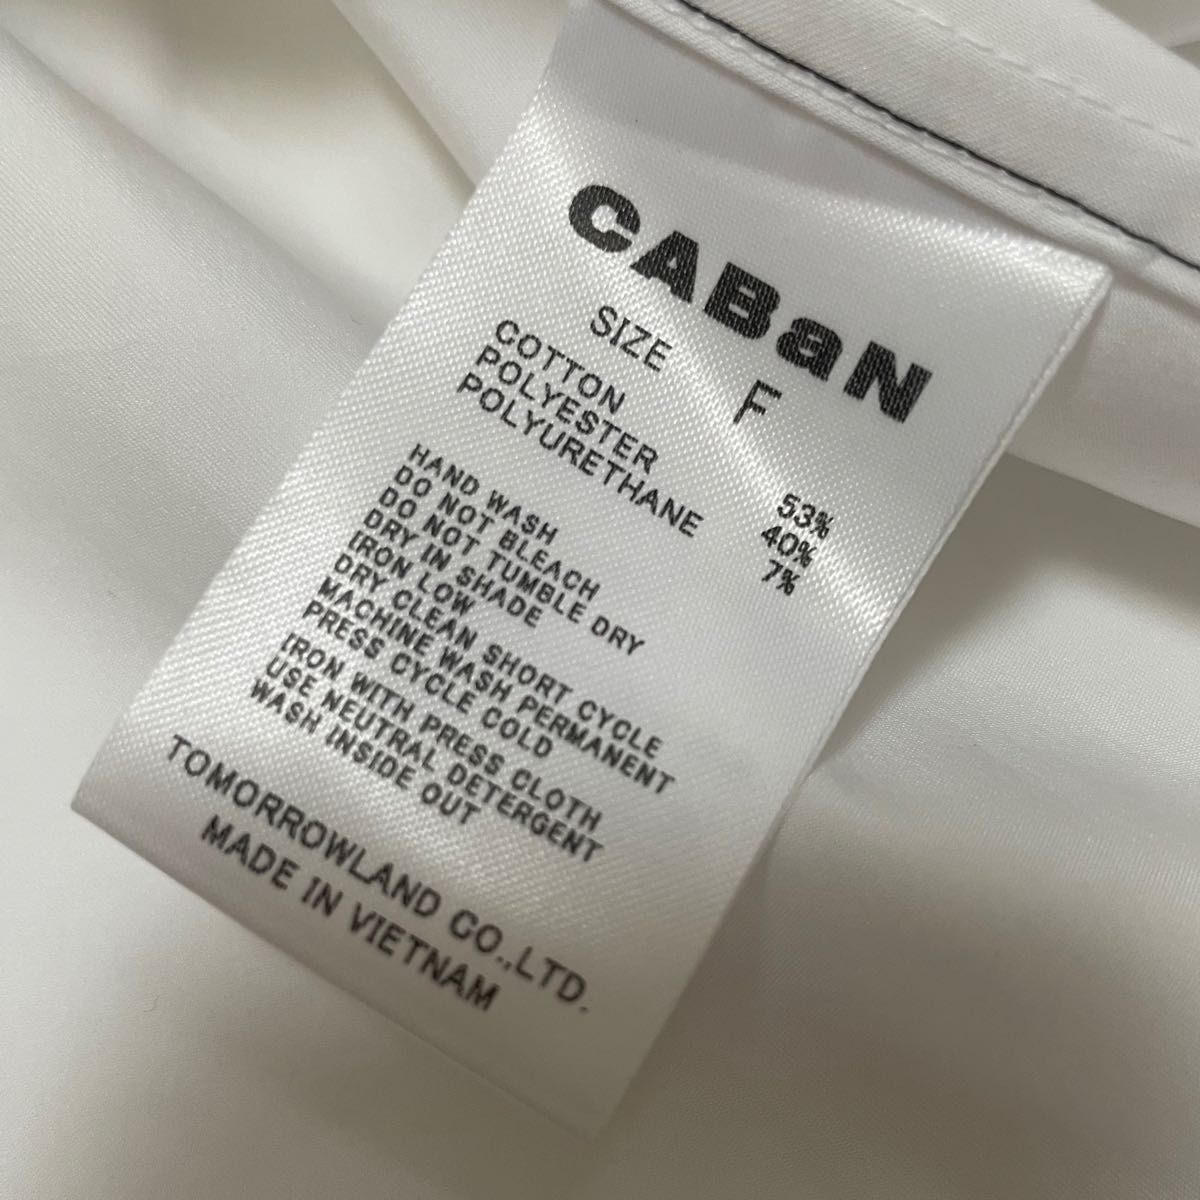 CABaN
SIZE F
COTTON 53%
POLYESTER 40%
POLYURETHANE 7%
HAND WASH
DO NOT BLEACH
DO NOT TUMBLE DRY
DRY IN SHADE
IRON LOW
DRY CLEAN SHORT CYCLE
MACHINE WASH PERMANENT
PRESS CYCLE COLD
IRON WITH PRESS CLOTH
USE NEUTRAL DETERGENT
WASH INSIDE OUT
TOMORROWLAND CO.,LTD.
MADE IN VIETNAM